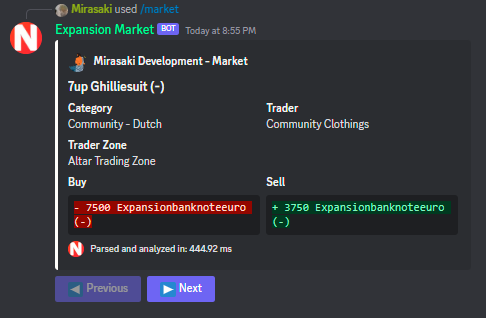 Mirasaki used /market
Expansion Market BOT Today at 8:55 PM
Mirasaki Development - Market
7up Ghilliesuit (-)
Category
Community - Dutch
Trader
Community Clothings
Trader Zone
Altar Trading Zone
Buy
- 7500 Expansionbanknoteeuro
(-)
Sell
+ 3750 Expansionbanknoteeuro
(-)
Parsed and analyzed in: 444.92 ms
Previous
Next